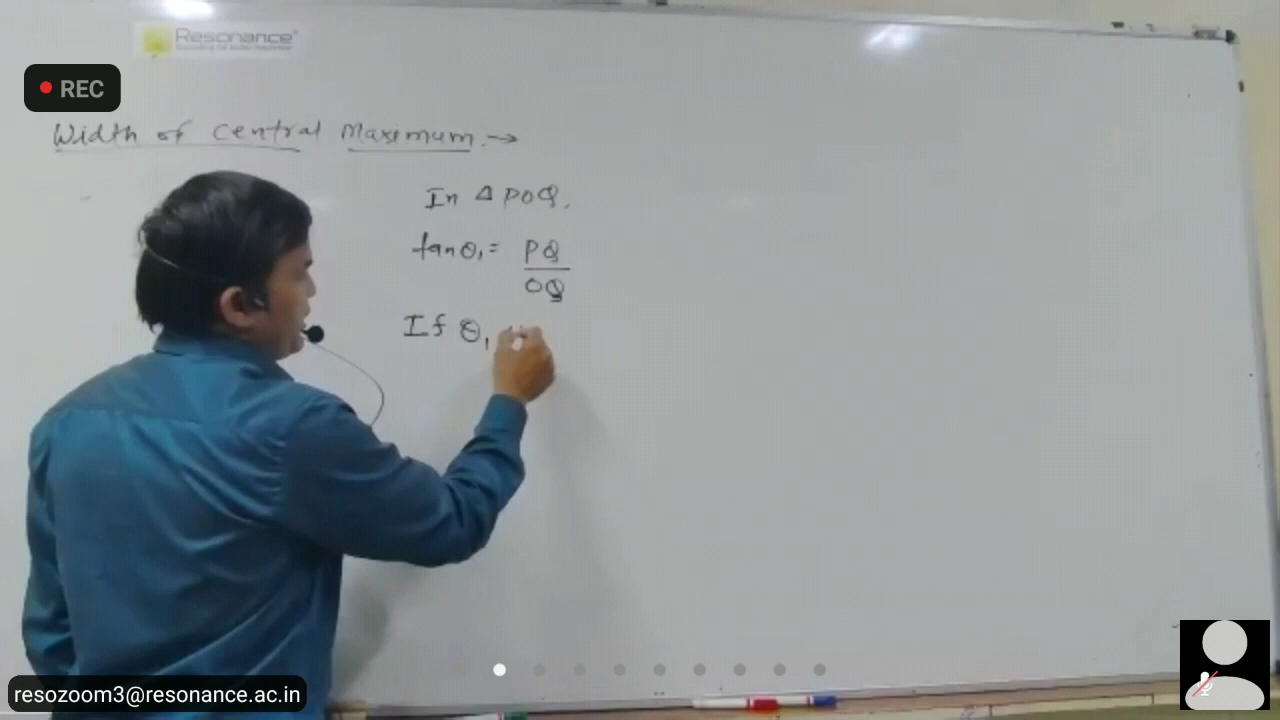 Resonance®
REC
Width of Central Maximum →
In Δ POQ,
tanθ₁ = PQ
OQ
If θ₁
resozoom3@resonance.ac.in